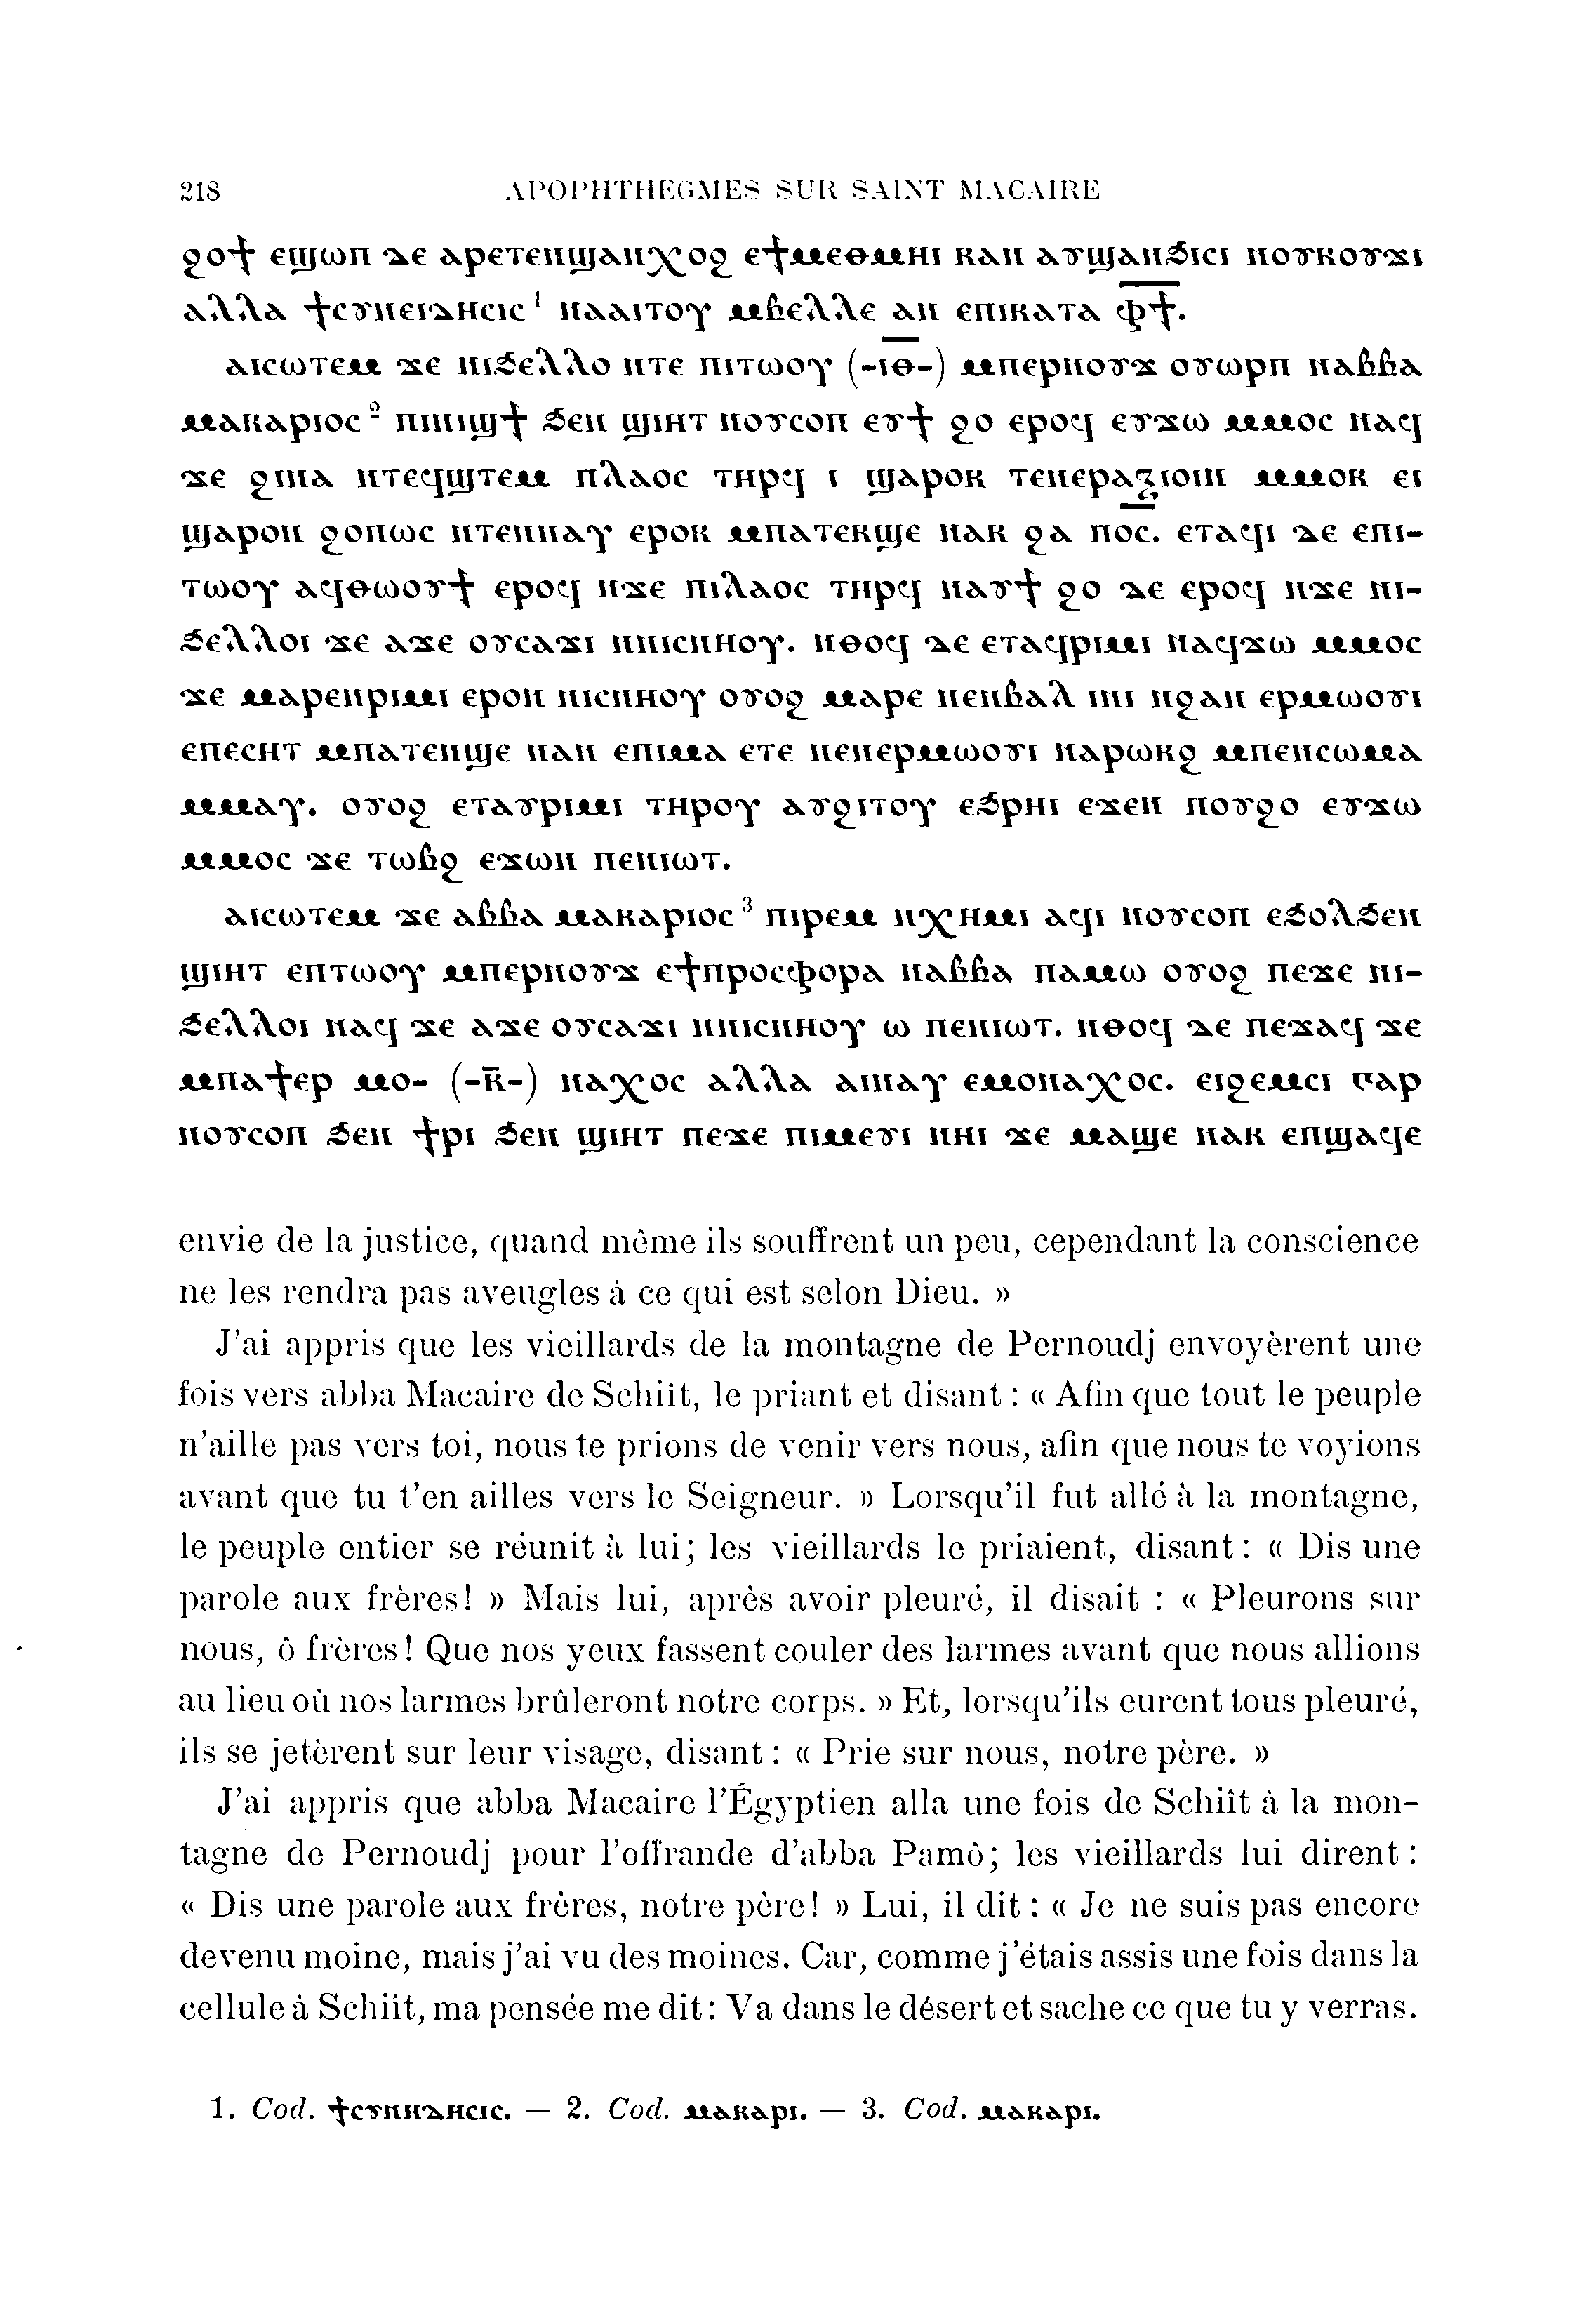 218 APOPHTHEGMES SUR SAINT MACAIRE
ϩⲟϯ ⲉϣⲱⲡ ⲇⲉ ⲁⲣⲉⲧⲉⲛϣⲁⲛⲭⲟϩ ⲉϯⲙⲉⲑⲙⲏⲓ ⲕⲁⲛ ⲁⲩϣⲁⲛϧⲓⲥⲓ ⲛⲟⲩⲕⲟⲩϫⲓ
ⲁⲗⲗⲁ ϯⲥⲩⲛⲉⲓⲇⲏⲥⲓⲥ¹ ⲛⲁⲁⲓⲧⲟⲩ ⲙⲃⲉⲗⲗⲉ ⲁⲛ ⲉⲡⲓⲕⲁⲧⲁ ⲫ̅ϯ̅.
ⲁⲓⲥⲱⲧⲉⲙ ϫⲉ ⲛⲓϧⲉⲗⲗⲟ ⲛⲧⲉ ⲡⲓⲧⲱⲟⲩ (-ⲓ̅ⲑ̅-) ⲙⲡⲉⲣⲛⲟⲩϫ ⲟⲩⲱⲣⲡ ⲛⲁⲃⲃⲁ
ⲙⲁⲕⲁⲣⲓⲟⲥ² ⲡⲓⲛⲓϣϯ ϧⲉⲛ ϣⲓⲏⲧ ⲛⲟⲩⲥⲟⲡ ⲉⲩϯ ϩⲟ ⲉⲣⲟϥ ⲉⲩϫⲱ ⲙⲙⲟⲥ ⲛⲁϥ
ϫⲉ ϩⲓⲛⲁ ⲛⲧⲉϥϣⲧⲉⲙ ⲡⲗⲁⲟⲥ ⲧⲏⲣϥ ⲓ ϣⲁⲣⲟⲕ ⲧⲉⲛⲉⲣⲁⲝⲓⲟⲓⲛ ⲙⲙⲟⲕ ⲉⲓ
ϣⲁⲣⲟⲛ ϩⲟⲡⲱⲥ ⲛⲧⲉⲛⲛⲁⲩ ⲉⲣⲟⲕ ⲙⲡⲁⲧⲉⲕϣⲉ ⲛⲁⲕ ϩⲁ ⲡⲟ̅ⲥ̅. ⲉⲧⲁϥⲓ ⲇⲉ ⲉⲡⲓ-
ⲧⲱⲟⲩ ⲁϥⲑⲱⲟⲩϯ ⲉⲣⲟϥ ⲛϫⲉ ⲡⲓⲗⲁⲟⲥ ⲧⲏⲣϥ ⲛⲁⲩϯ ϩⲟ ⲇⲉ ⲉⲣⲟϥ ⲛϫⲉ ⲛⲓ-
ϧⲉⲗⲗⲟⲓ ϫⲉ ⲁϫⲉ ⲟⲩⲥⲁϫⲓ ⲛⲛⲓⲥⲛⲏⲟⲩ. ⲛⲑⲟϥ ⲇⲉ ⲉⲧⲁϥⲣⲓⲙⲓ ⲛⲁϥϫⲱ ⲙⲙⲟⲥ
ϫⲉ ⲙⲁⲣⲉⲛⲣⲓⲙⲓ ⲉⲣⲟⲛ ⲛⲓⲥⲛⲏⲟⲩ ⲟⲩⲟϩ ⲙⲁⲣⲉ ⲛⲉⲛⲃⲁⲗ ⲓⲛⲓ ⲛϩⲁⲛ ⲉⲣⲙⲱⲟⲩⲓ
ⲉⲡⲉⲥⲏⲧ ⲙⲡⲁⲧⲉⲛϣⲉ ⲛⲁⲛ ⲉⲡⲓⲙⲁ ⲉⲧⲉ ⲛⲉⲛⲉⲣⲙⲱⲟⲩⲓ ⲛⲁⲣⲱⲕϩ ⲙⲡⲉⲛⲥⲱⲙⲁ
ⲙⲙⲁⲩ. ⲟⲩⲟϩ ⲉⲧⲁⲩⲣⲓⲙⲓ ⲧⲏⲣⲟⲩ ⲁⲩϩⲓⲧⲟⲩ ⲉϧⲣⲏⲓ ⲉϫⲉⲛ ⲡⲟⲩϩⲟ ⲉⲩϫⲱ
ⲙⲙⲟⲥ ϫⲉ ⲧⲱⲃϩ ⲉϫⲱⲛ ⲡⲉⲛⲓⲱⲧ.
ⲁⲓⲥⲱⲧⲉⲙ ϫⲉ ⲁⲃⲃⲁ ⲙⲁⲕⲁⲣⲓⲟⲥ³ ⲡⲓⲣⲉⲙ ⲛⲭⲏⲙⲓ ⲁϥⲓ ⲛⲟⲩⲥⲟⲡ ⲉϧⲟⲗϧⲉⲛ
ϣⲓⲏⲧ ⲉⲡⲧⲱⲟⲩ ⲙⲡⲉⲣⲛⲟⲩϫ ⲉϯⲡⲣⲟⲥⲫⲟⲣⲁ ⲛⲁⲃⲃⲁ ⲡⲁⲙⲱ ⲟⲩⲟϩ ⲡⲉϫⲉ ⲛⲓ-
ϧⲉⲗⲗⲟⲓ ⲛⲁϥ ϫⲉ ⲁϫⲉ ⲟⲩⲥⲁϫⲓ ⲛⲛⲓⲥⲛⲏⲟⲩ ⲱ ⲡⲉⲛⲓⲱⲧ. ⲛⲑⲟϥ ⲇⲉ ⲡⲉϫⲁϥ ϫⲉ
ⲙⲡⲁϯⲉⲣ ⲙⲟ- (-ⲕ̅-) ⲛⲁⲭⲟⲥ ⲁⲗⲗⲁ ⲁⲓⲛⲁⲩ ⲉⲙⲟⲛⲁⲭⲟⲥ. ⲉⲓϩⲉⲙⲥⲓ ⲅⲁⲣ
ⲛⲟⲩⲥⲟⲡ ϧⲉⲛ ϯⲣⲓ ϧⲉⲛ ϣⲓⲏⲧ ⲡⲉϫⲉ ⲡⲓⲙⲉⲩⲓ ⲛⲏⲓ ϫⲉ ⲙⲁϣⲉ ⲛⲁⲕ ⲉⲡϣⲁϥⲉ
envie de la justice, quand même ils souffrent un peu, cependant la conscience
ne les rendra pas aveugles à ce qui est selon Dieu. »
J'ai appris que les vieillards de la montagne de Pernoudj envoyèrent une
fois vers abba Macaire de Schiit, le priant et disant : « Afin que tout le peuple
n'aille pas vers toi, nous te prions de venir vers nous, afin que nous te voyions
avant que tu t'en ailles vers le Seigneur. » Lorsqu'il fut allé à la montagne,
le peuple entier se réunit à lui; les vieillards le priaient, disant : « Dis une
parole aux frères! » Mais lui, après avoir pleuré, il disait : « Pleurons sur
nous, ô frères! Que nos yeux fassent couler des larmes avant que nous allions
au lieu où nos larmes brûleront notre corps. » Et, lorsqu'ils eurent tous pleuré,
ils se jetèrent sur leur visage, disant : « Prie sur nous, notre père. »
J'ai appris que abba Macaire l'Égyptien alla une fois de Schiît à la mon-
tagne de Pernoudj pour l'offrande d'abba Pamô; les vieillards lui dirent :
« Dis une parole aux frères, notre père! » Lui, il dit : « Je ne suis pas encore
devenu moine, mais j'ai vu des moines. Car, comme j'étais assis une fois dans la
cellule à Schiit, ma pensée me dit : Va dans le désert et sache ce que tu y verras.
1. Cod. ϯⲥⲩⲛⲏⲇⲏⲥⲓⲥ. — 2. Cod. ⲙⲁⲕⲁⲣⲓ. — 3. Cod. ⲙⲁⲕⲁⲣⲓ.